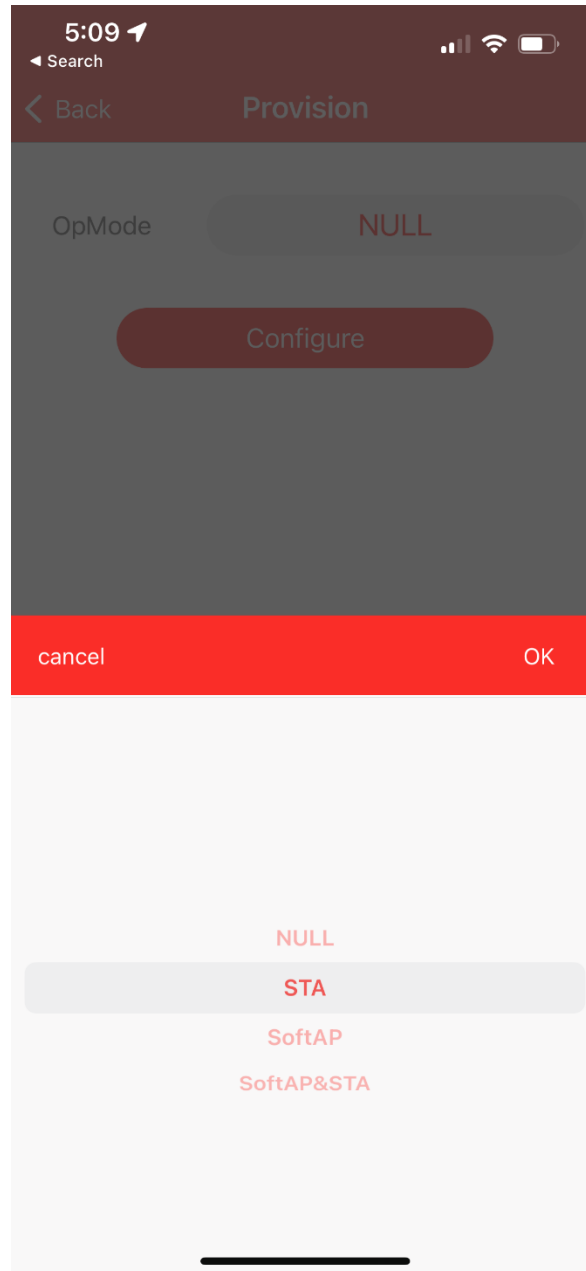 5:09
◀ Search
Back Provision
OpMode NULL
Configure
cancel OK
NULL
STA
SoftAP
SoftAP&STA